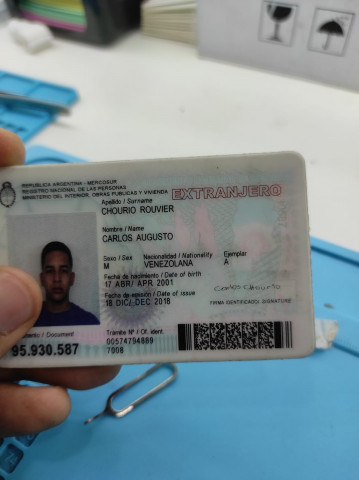 REPUBLICA ARGENTINA - MERCOSUR
REGISTRO NACIONAL DE LAS PERSONAS
MINISTERIO DEL INTERIOR, OBRAS PUBLICAS Y VIVIENDA
EXTRANJERO
Apellido / Surname
CHOURIO ROUVIER
Nombre / Name
CARLOS AUGUSTO
Sexo / Sex Nacionalidad / Nationality Ejemplar
M VENEZOLANA A
Fecha de nacimiento / Date of birth
17 ABR/ APR 2001
Fecha de emisión / Date of issue
18 DIC/ DEC 2018
Carlos Chourio
FIRMA IDENTIFICADO/ SIGNATURE
/ Document
95.930.587
Trámite Nº / Of. ident.
00574794889
7008